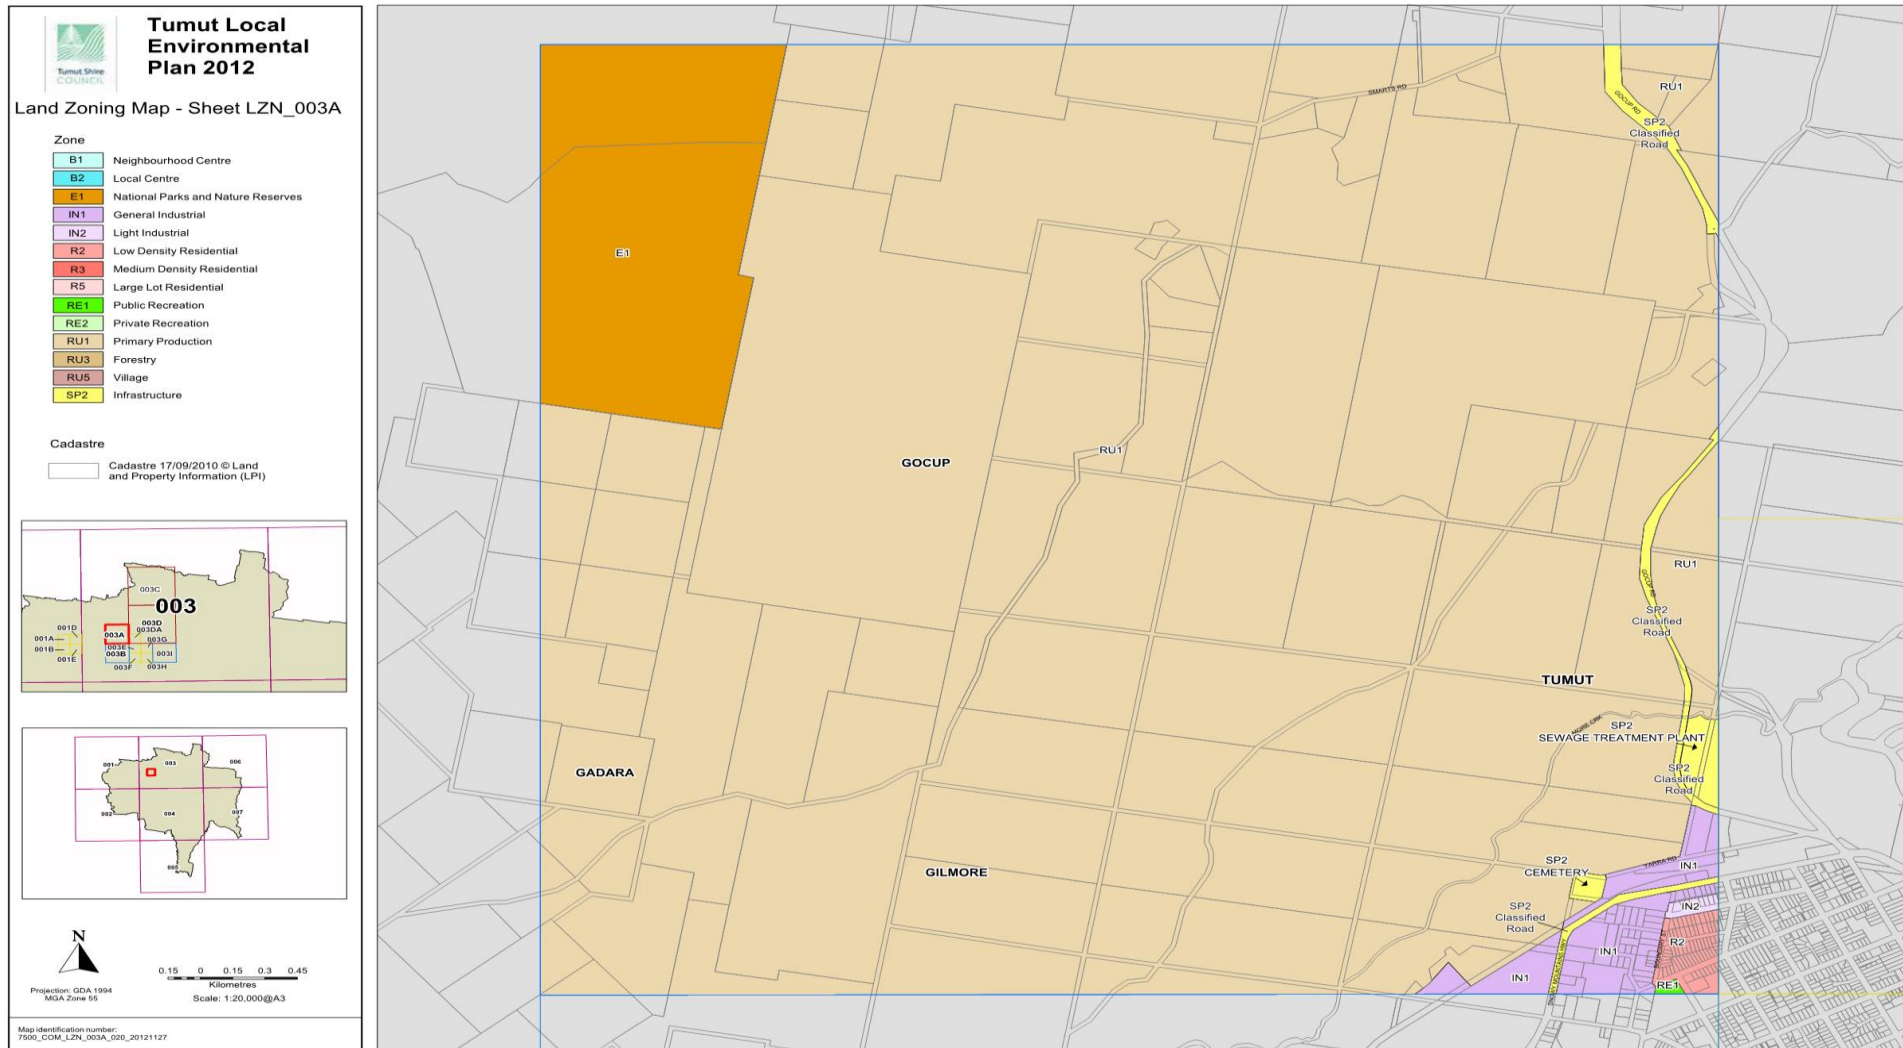 Tumut Shire
COUNCIL
Tumut Local
Environmental
Plan 2012
Land Zoning Map - Sheet LZN_003A
Zone
B1 Neighbourhood Centre
B2 Local Centre
E1 National Parks and Nature Reserves
IN1 General Industrial
IN2 Light Industrial
R2 Low Density Residential
R3 Medium Density Residential
R5 Large Lot Residential
RE1 Public Recreation
RE2 Private Recreation
RU1 Primary Production
RU3 Forestry
RU5 Village
SP2 Infrastructure
Cadastre
Cadastre 17/09/2010 © Land
and Property Information (LPI)
003C
003
001D
003D
003A
003DA
001A
003G
001B
003E
003B
003I
001E
003F
003H
001
003
006
002
004
007
005
N
0.15 0 0.15 0.3 0.45
Kilometres
Projection: GDA 1994
MGA Zone 55
Scale: 1:20,000@A3
Map identification number:
7500_COM_LZN_003A_020_20121127
SMARTS RD
RU1
GOCUP RD
SP2
Classified
Road
E1
RU1
GOCUP
RU1
GOCUP RD
SP2
Classified
Road
TUMUT
SP2
SEWAGE TREATMENT PLANT
SP2
Classified
Road
GADARA
GILMORE
SP2
CEMETERY
YARRA RD
IN1
SP2
Classified
Road
IN2
R2
IN1
IN1
RE1
SNOWY MOUNTAINS HWY